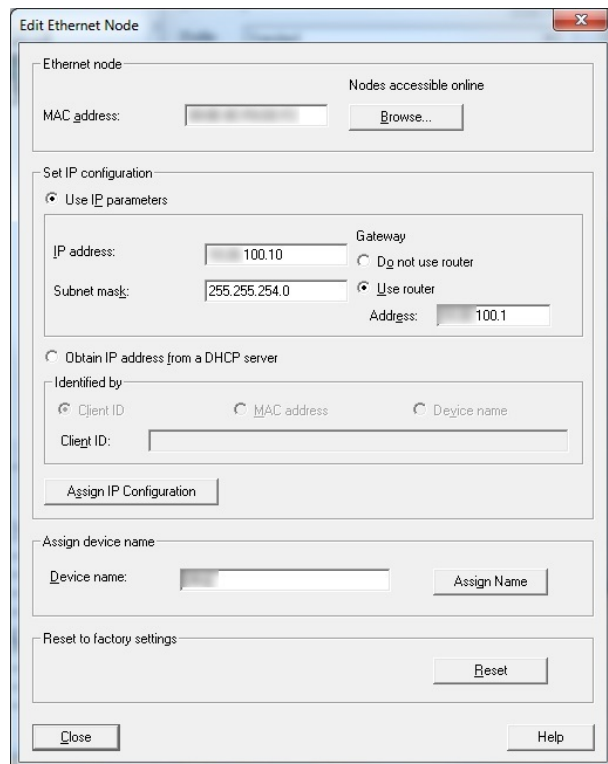 Edit Ethernet Node
Ethernet node
Nodes accessible online
MAC address:
Browse...
Set IP configuration
Use IP parameters
Gateway
IP address: 100.10
Do not use router
Subnet mask: 255.255.254.0
Use router
Address: 100.1
Obtain IP address from a DHCP server
Identified by
Client ID MAC address Device name
Client ID:
Assign IP Configuration
Assign device name
Device name:
Assign Name
Reset to factory settings
Reset
Close Help